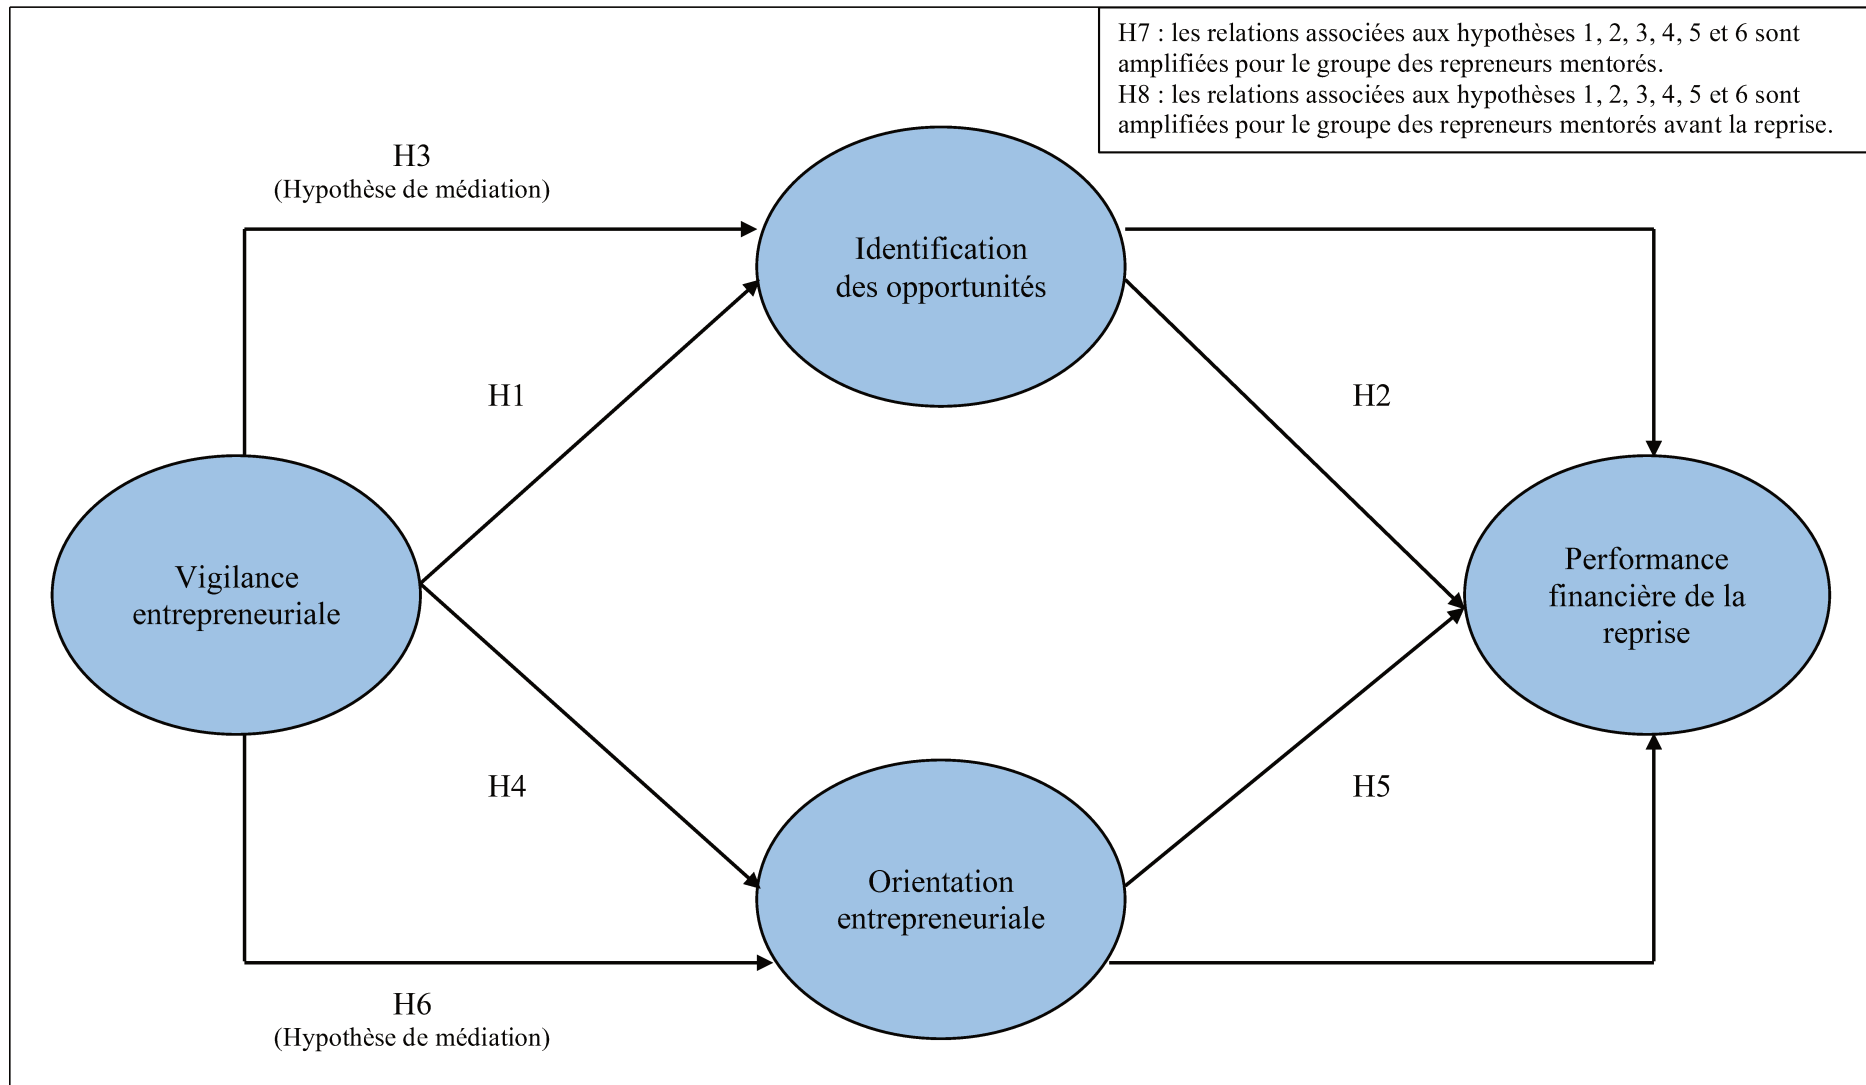 H7 : les relations associées aux hypothèses 1, 2, 3, 4, 5 et 6 sont
amplifiées pour le groupe des repreneurs mentorés.
H8 : les relations associées aux hypothèses 1, 2, 3, 4, 5 et 6 sont
amplifiées pour le groupe des repreneurs mentorés avant la reprise.
H3
(Hypothèse de médiation)
Identification
des opportunités
H1
H2
Vigilance
entrepreneuriale
Performance
financière de la
reprise
H4
H5
Orientation
entrepreneuriale
H6
(Hypothèse de médiation)